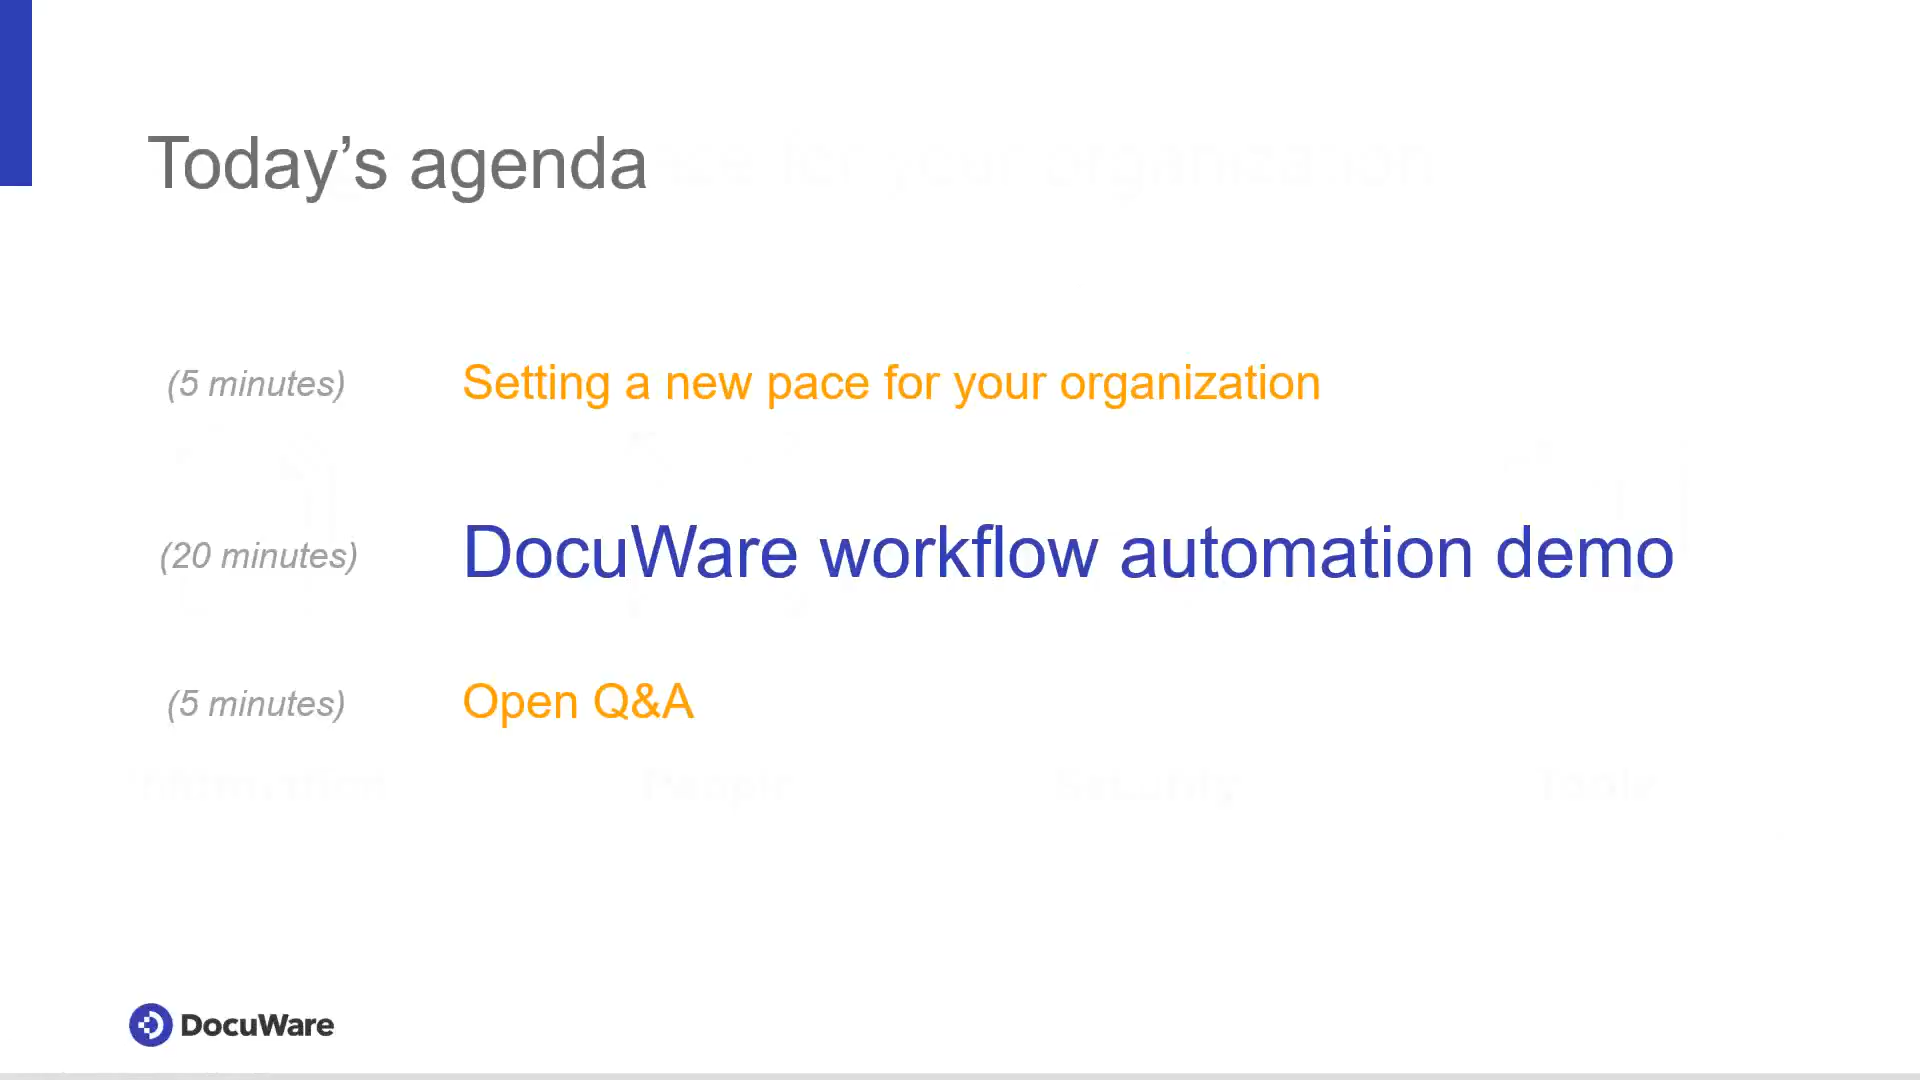 Today’s agenda
(5 minutes) Setting a new pace for your organization
(20 minutes) DocuWare workflow automation demo
(5 minutes) Open Q&A
DocuWare